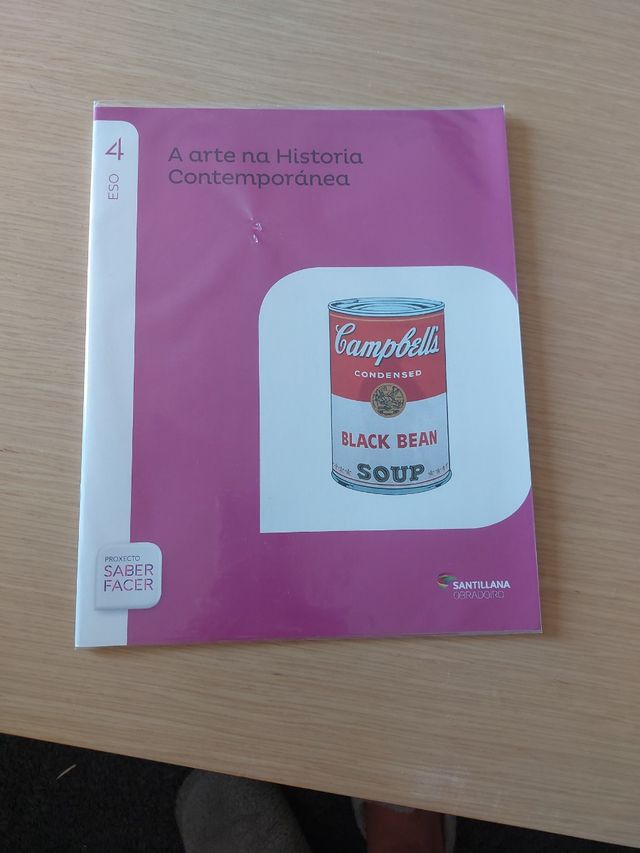 4
ESO
A arte na Historia
Contemporánea
Campbell's
CONDENSED
BLACK BEAN
SOUP
PROXECTO
SABER
FACER
SANTILLANA
OBRADOIRO